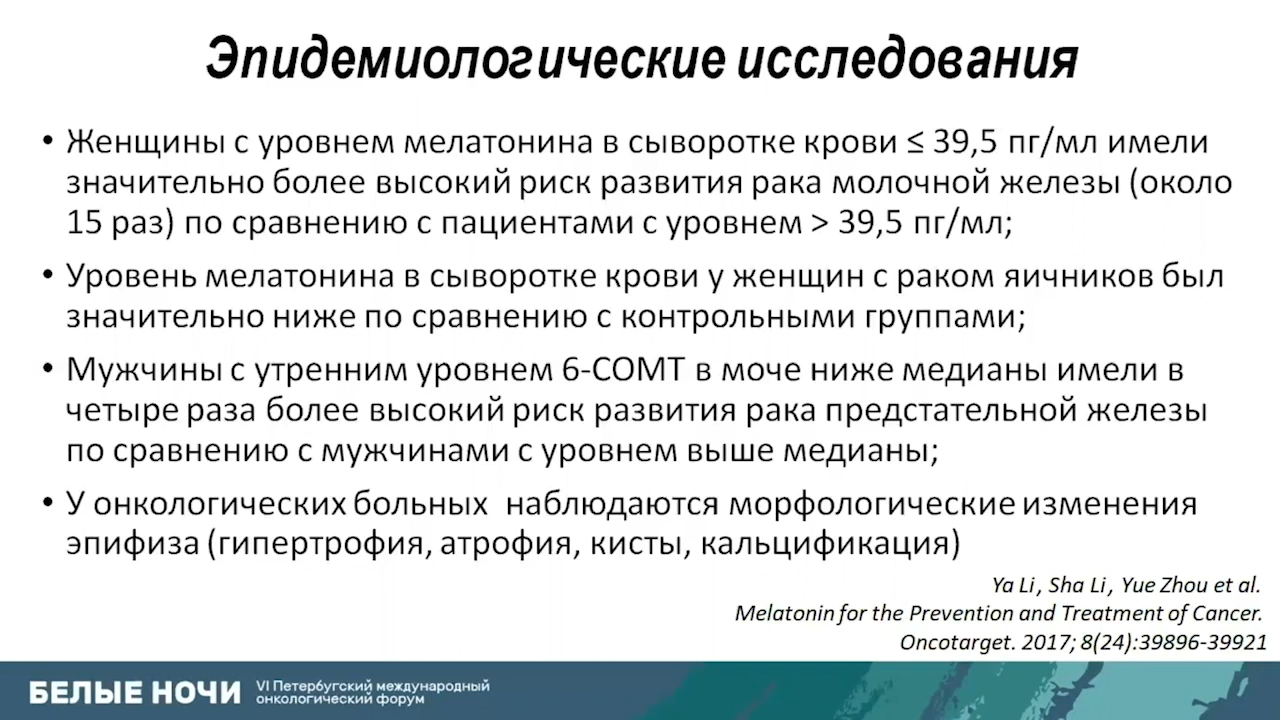 Эпидемиологические исследования
• Женщины с уровнем мелатонина в сыворотке крови ≤ 39,5 пг/мл имели
значительно более высокий риск развития рака молочной железы (около
15 раз) по сравнению с пациентами с уровнем > 39,5 пг/мл;
• Уровень мелатонина в сыворотке крови у женщин с раком яичников был
значительно ниже по сравнению с контрольными группами;
• Мужчины с утренним уровнем 6-СОМТ в моче ниже медианы имели в
четыре раза более высокий риск развития рака предстательной железы
по сравнению с мужчинами с уровнем выше медианы;
• У онкологических больных наблюдаются морфологические изменения
эпифиза (гипертрофия, атрофия, кисты, кальцификация)
Ya Li, Sha Li, Yue Zhou et al.
Melatonin for the Prevention and Treatment of Cancer.
Oncotarget. 2017; 8(24):39896-39921
БЕЛЫЕ НОЧИ
VI Петербургский международный
онкологический форум